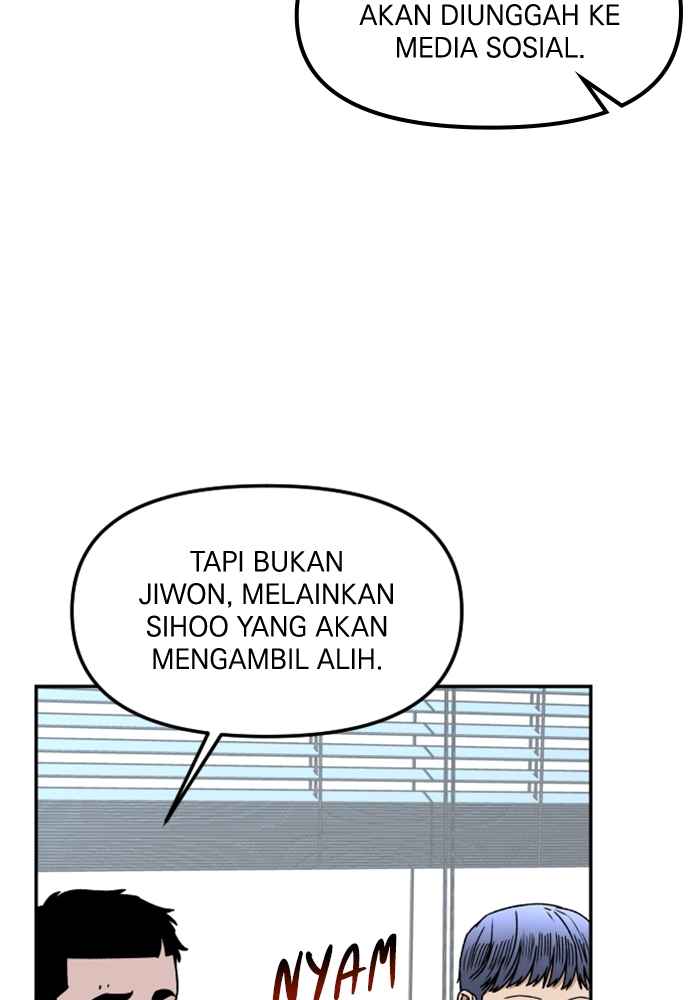 AKAN DIUNGGAH KE
MEDIA SOSIAL.
TAPI BUKAN
JIWON, MELAINKAN
SIHOO YANG AKAN
MENGAMBIL ALIH.
NYAM